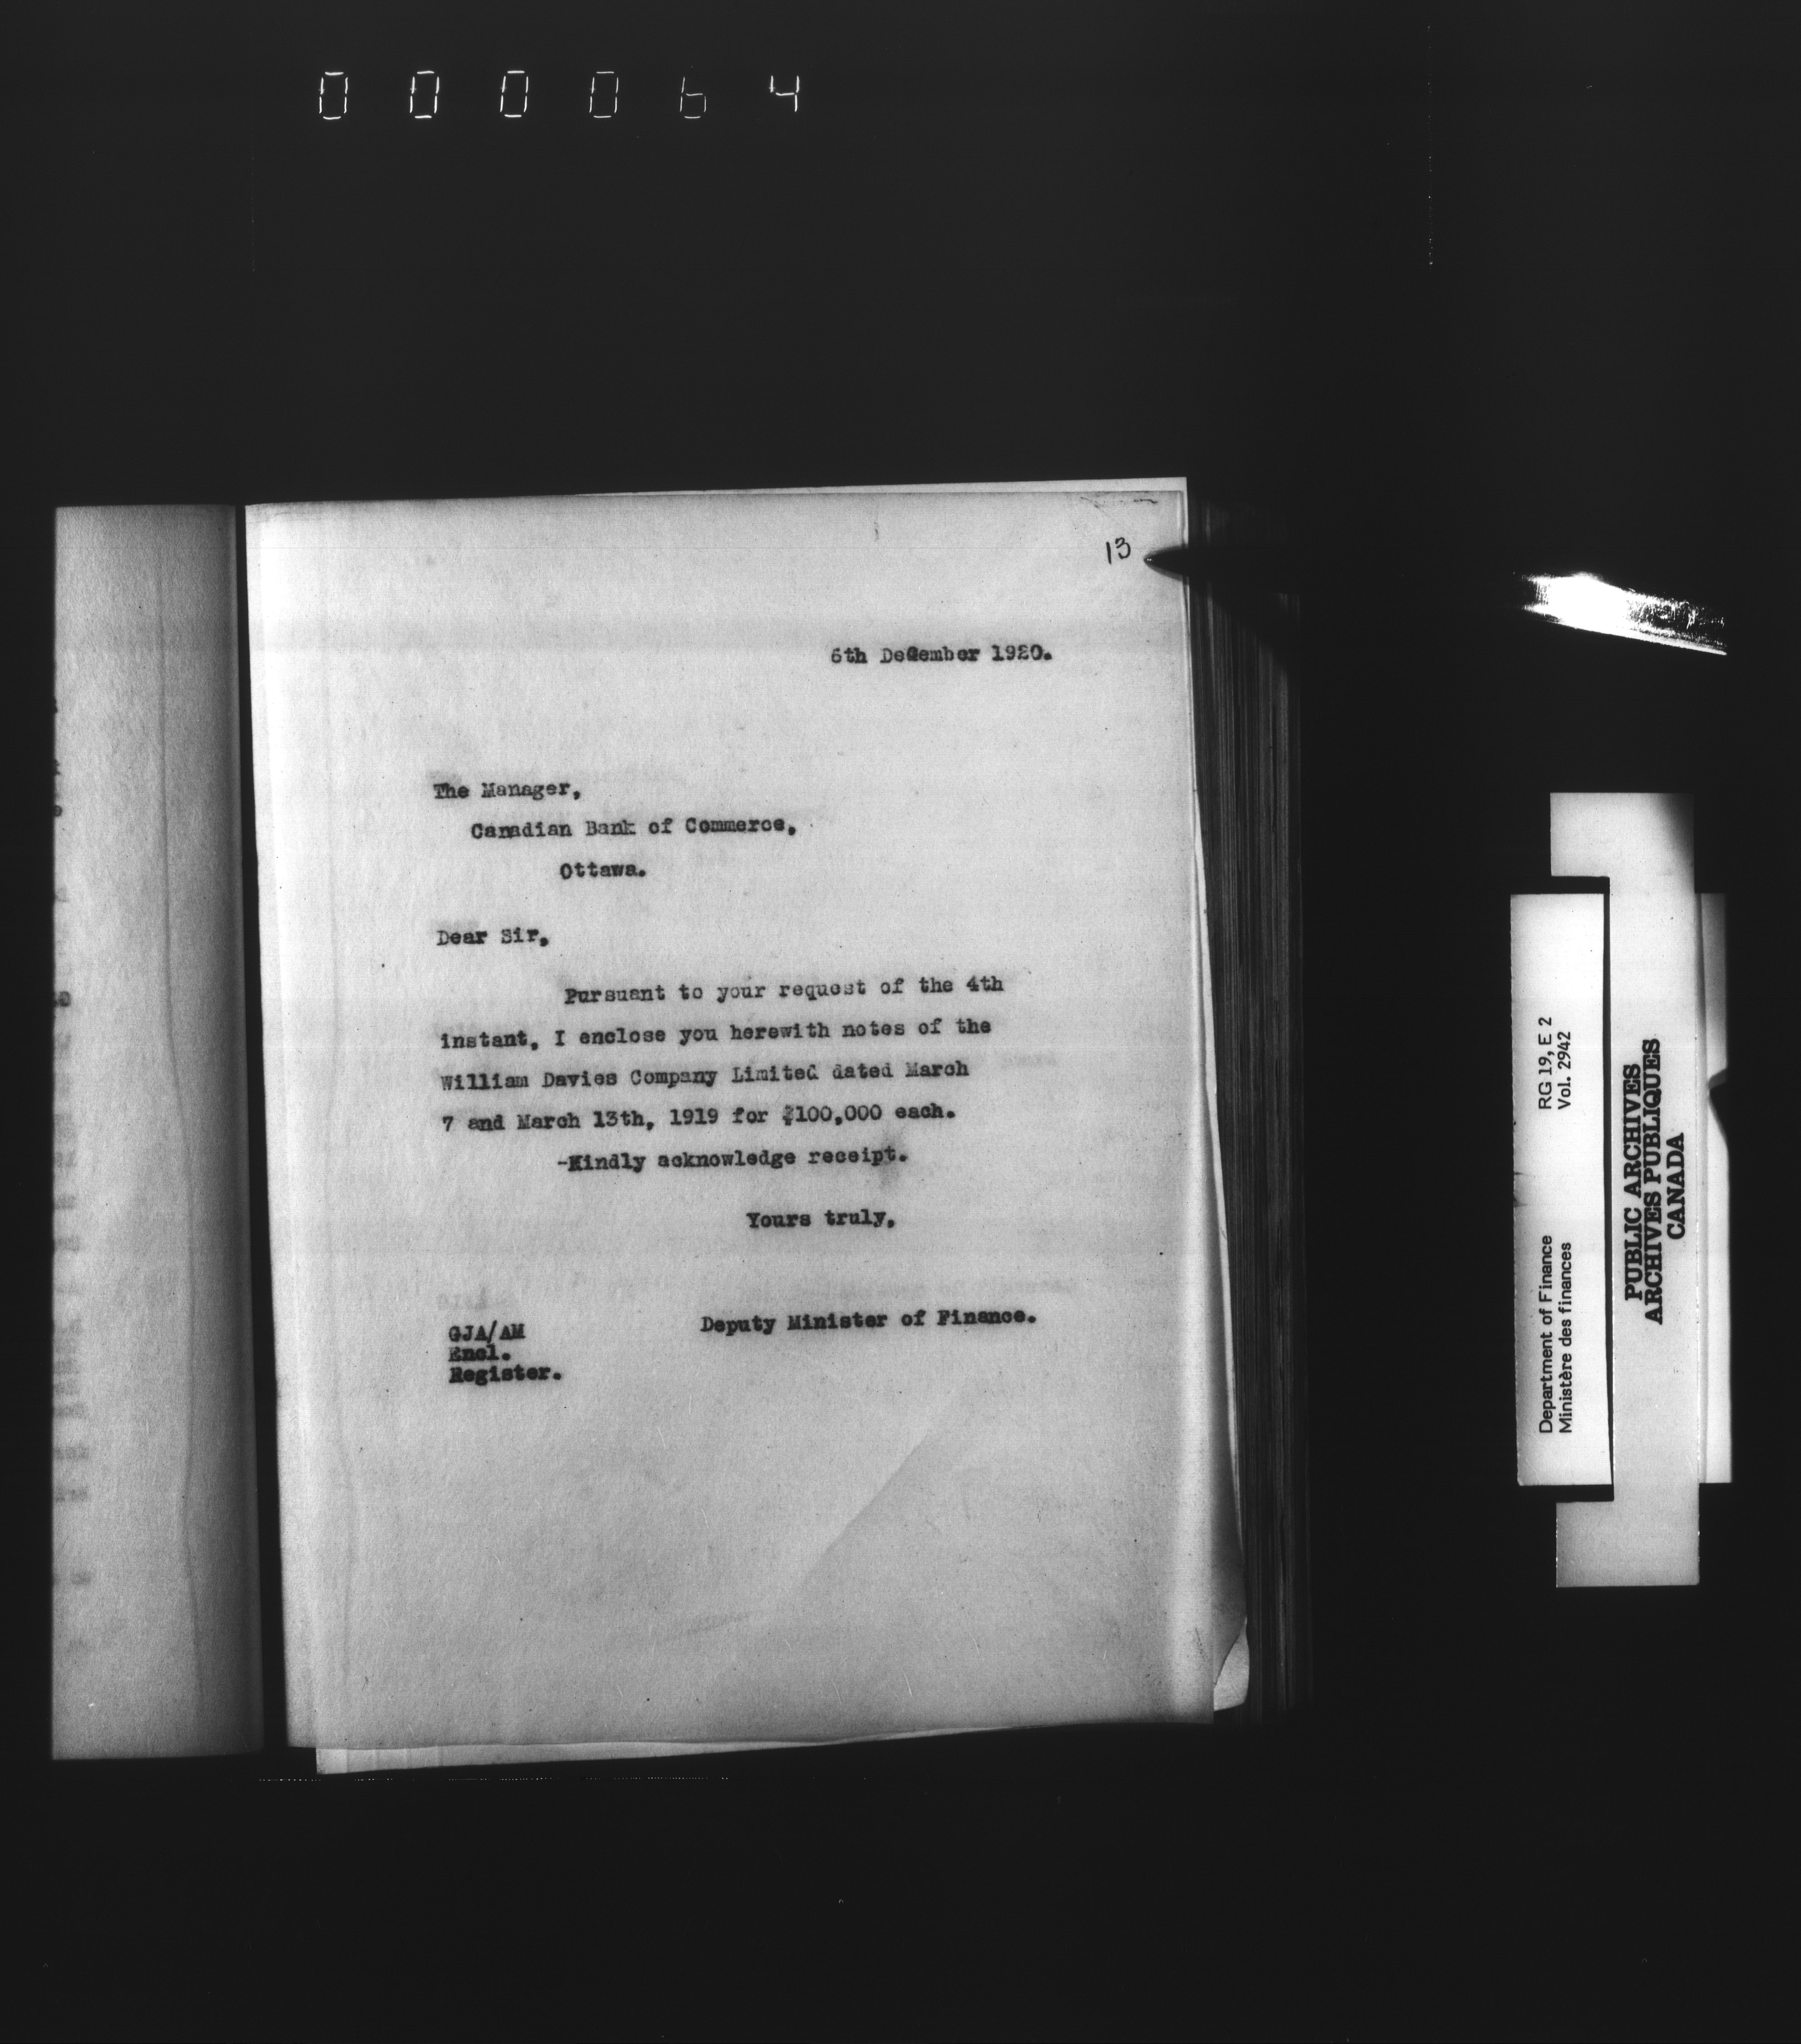 000064
13
6th December 1920.
The Manager,
Canadian Bank of Commerce,
Ottawa.
Dear Sir,
Pursuant to your request of the 4th
instant, I enclose you herewith notes of the
William Davies Company Limited dated March
7 and March 13th, 1919 for $100,000 each.
-Kindly acknowledge receipt.
Yours truly,
Deputy Minister of Finance.
GJA/AM
Encl.
Register.
Department of Finance RG 19, E 2
Ministère des finances Vol. 2942
PUBLIC ARCHIVES
ARCHIVES PUBLIQUES
CANADA